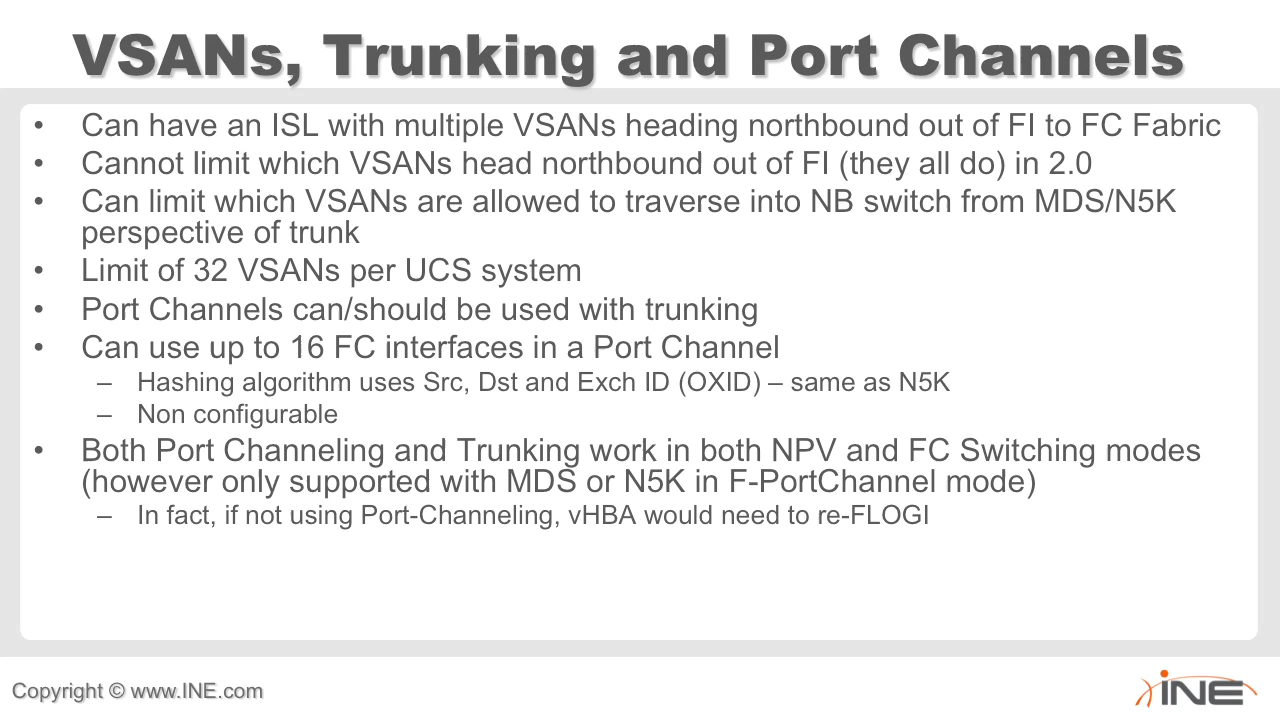 VSANs, Trunking and Port Channels
• Can have an ISL with multiple VSANs heading northbound out of FI to FC Fabric
• Cannot limit which VSANs head northbound out of FI (they all do) in 2.0
• Can limit which VSANs are allowed to traverse into NB switch from MDS/N5K
perspective of trunk
• Limit of 32 VSANs per UCS system
• Port Channels can/should be used with trunking
• Can use up to 16 FC interfaces in a Port Channel
– Hashing algorithm uses Src, Dst and Exch ID (OXID) – same as N5K
– Non configurable
• Both Port Channeling and Trunking work in both NPV and FC Switching modes
(however only supported with MDS or N5K in F-PortChannel mode)
– In fact, if not using Port-Channeling, vHBA would need to re-FLOGI
Copyright © www.INE.com
iNE